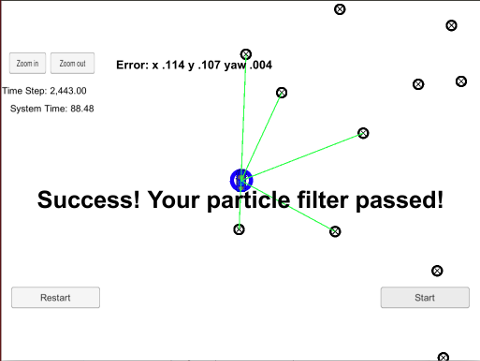 Zoom in Zoom out
Error: x .114 y .107 yaw .004
Time Step: 2,443.00
System Time: 88.48
Success! Your particle filter passed!
Restart
Start